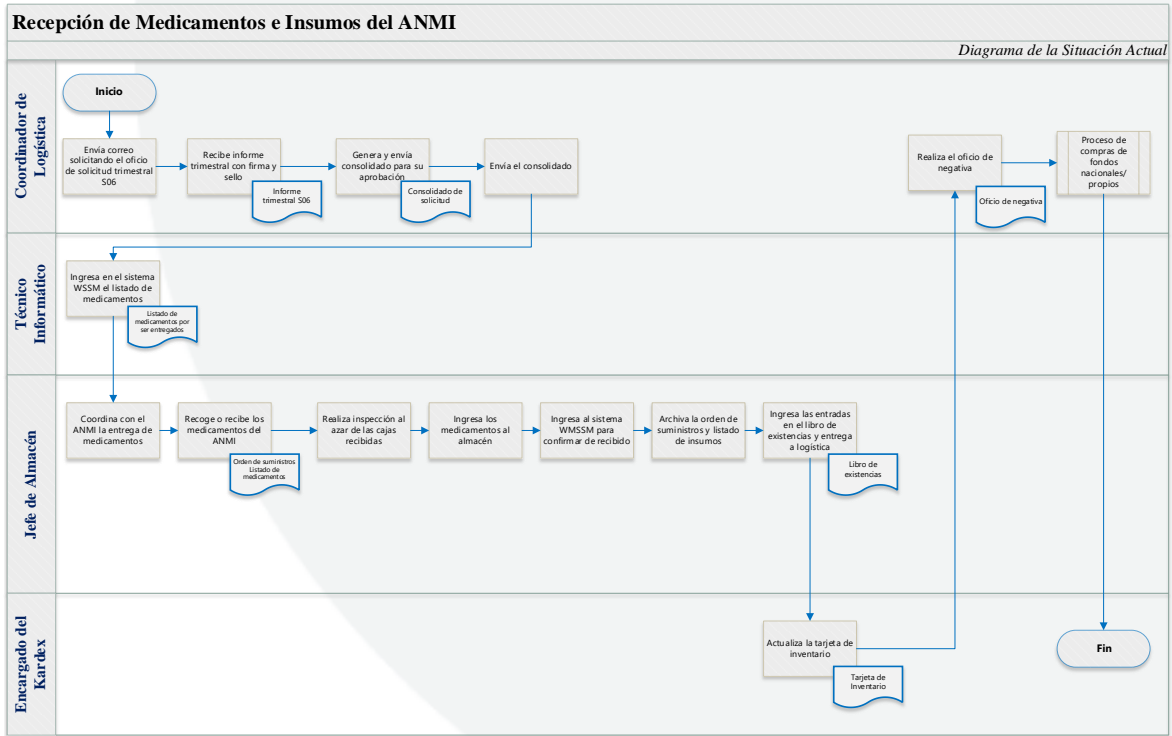 Recepción de Medicamentos e Insumos del ANMI
Diagrama de la Situación Actual
Coordinador de
Logística
Inicio
Envía correo
solicitando el oficio
de solicitud trimestral
S06
Recibe informe
trimestral con firma y
sello
Informe
trimestral S06
Genera y envía
consolidado para su
aprobación
Consolidado de
solicitud
Envía el consolidado
Realiza el oficio de
negativa
Oficio de negativa
Proceso de
compras de
fondos
nacionales/
propios
Técnico
Informático
Ingresa en el sistema
WSSM el listado de
medicamentos
Listado de
medicamentos por
ser entregados
Jefe de Almacén
Coordina con el
ANMI la entrega de
medicamentos
Recoge o recibe los
medicamentos del
ANMI
Orden de suministros
Listado de
medicamentos
Realiza inspección al
azar de las cajas
recibidas
Ingresa los
medicamentos al
almacén
Ingresa al sistema
WMSSM para
confirmar de recibido
Archiva la orden de
suministros y listado
de insumos
Ingresa las entradas
en el libro de
existencias y entrega
a logística
Libro de
existencias
Encargado del
Kardex
Actualiza la tarjeta de
inventario
Tarjeta de
Inventario
Fin